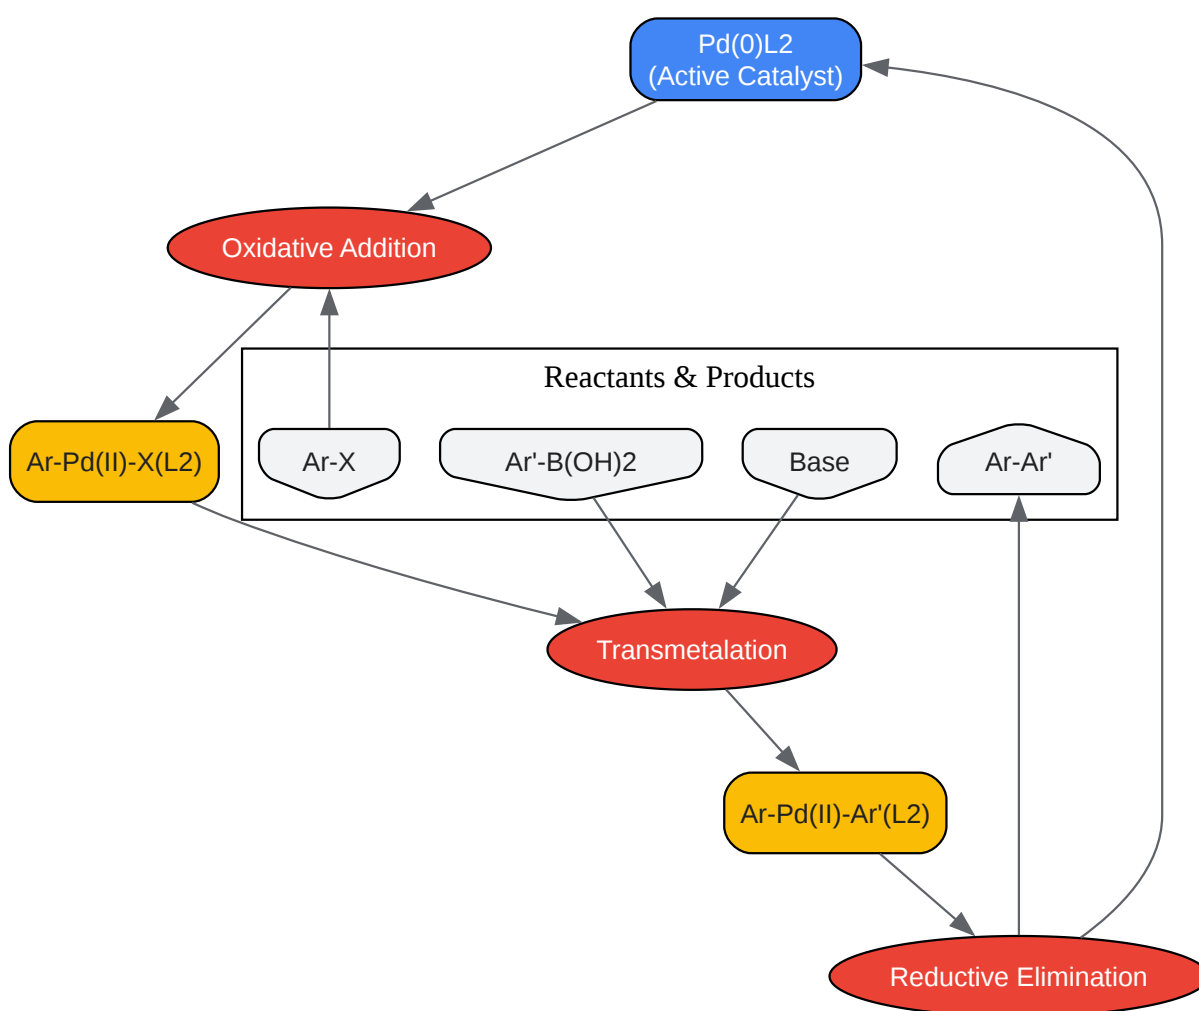 Pd(0)L2
(Active Catalyst)
Oxidative Addition
Reactants & Products
Ar-Pd(II)-X(L2)
Ar-X
Ar'-B(OH)2
Base
Ar-Ar'
Transmetalation
Ar-Pd(II)-Ar'(L2)
Reductive Elimination